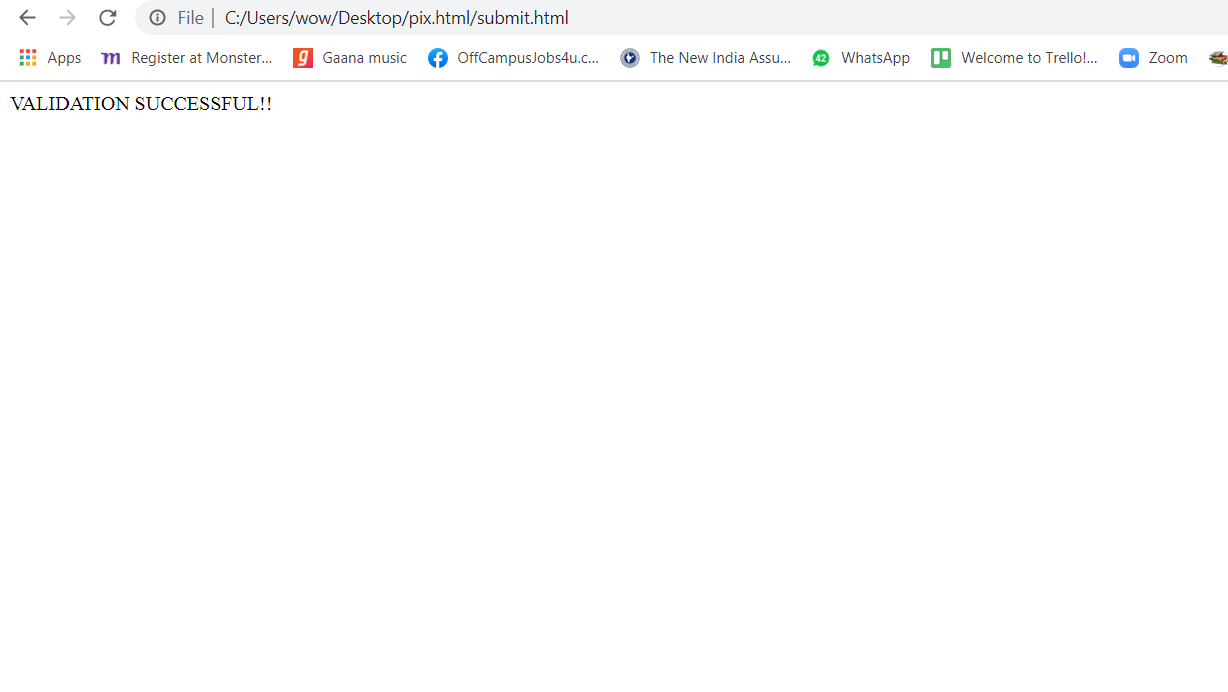 File | C:/Users/wow/Desktop/pix.html/submit.html
Apps m Register at Monster... g Gaana music f OffCampusJobs4u.c... The New India Assu... 42 WhatsApp Welcome to Trello!... Zoom
VALIDATION SUCCESSFUL!!